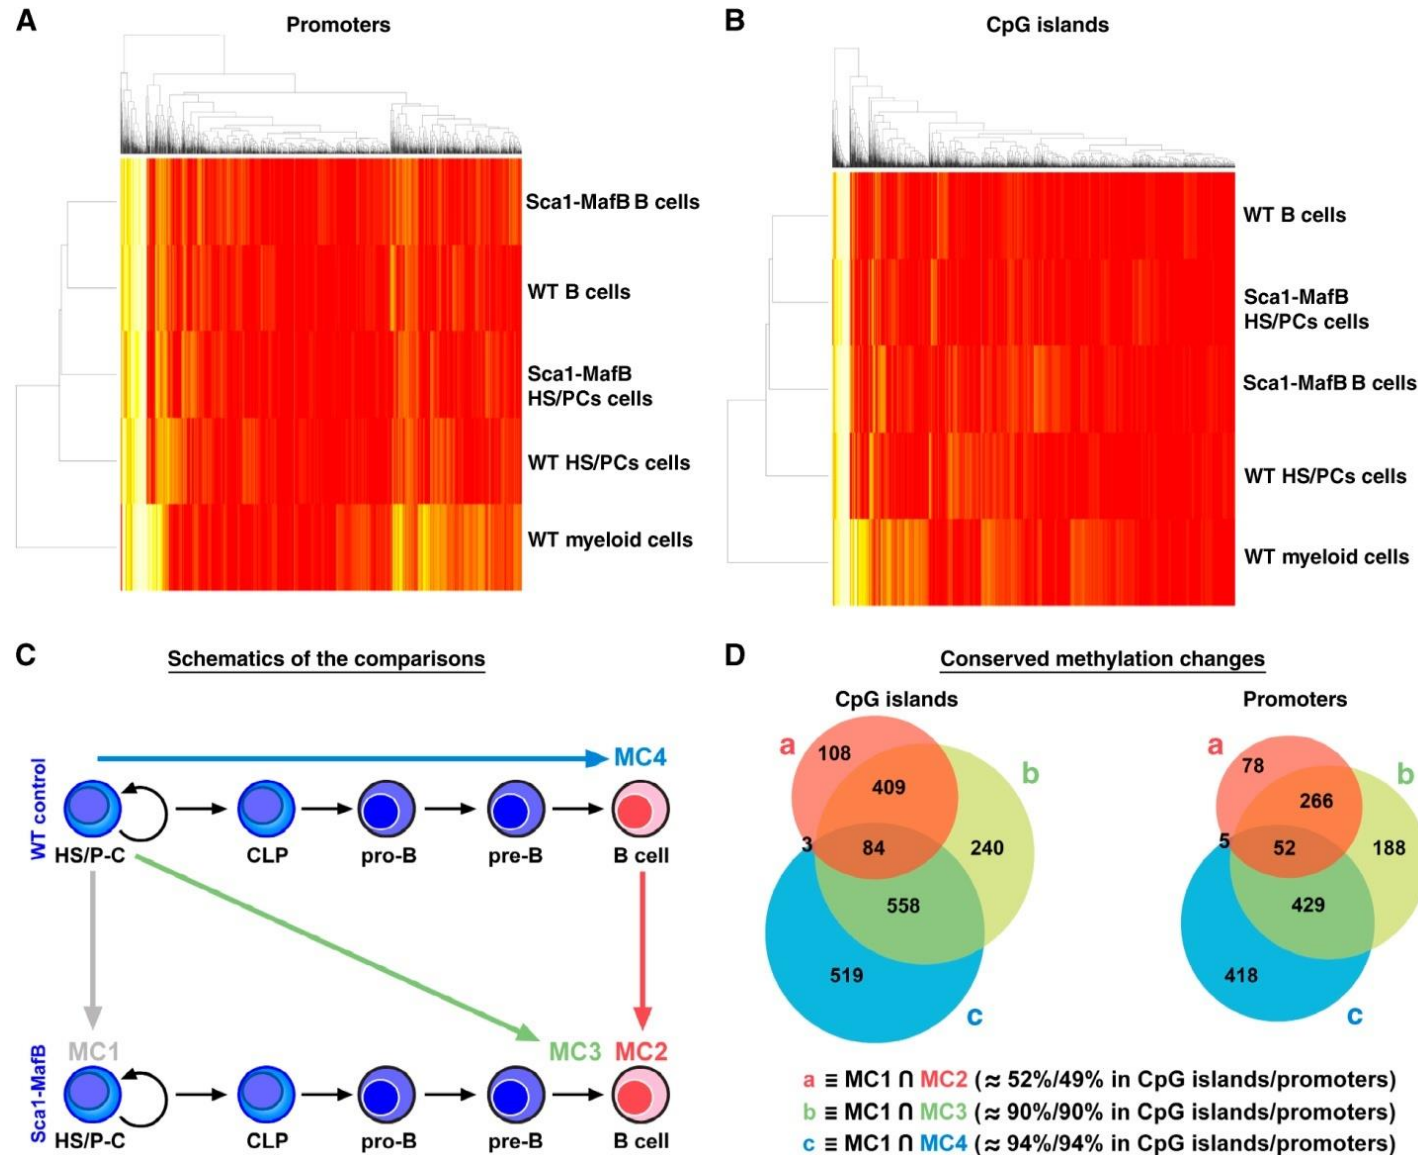 A
Promoters
Sca1-MafB B cells
WT B cells
Sca1-MafB
HS/PCs cells
WT HS/PCs cells
WT myeloid cells
B
CpG islands
WT B cells
Sca1-MafB
HS/PCs cells
Sca1-MafB B cells
WT HS/PCs cells
WT myeloid cells
C
Schematics of the comparisons
MC4
WT control
HS/P-C
CLP
pro-B
pre-B
B cell
MC1
MC3
MC2
Sca1-MafB
HS/P-C
CLP
pro-B
pre-B
B cell
D
Conserved methylation changes
CpG islands
a
108
409
b
3
84
240
558
519
c
Promoters
a
78
266
b
5
52
188
429
418
c
a ≡ MC1 ∩ MC2 (≈ 52%/49% in CpG islands/promoters)
b ≡ MC1 ∩ MC3 (≈ 90%/90% in CpG islands/promoters)
c ≡ MC1 ∩ MC4 (≈ 94%/94% in CpG islands/promoters)